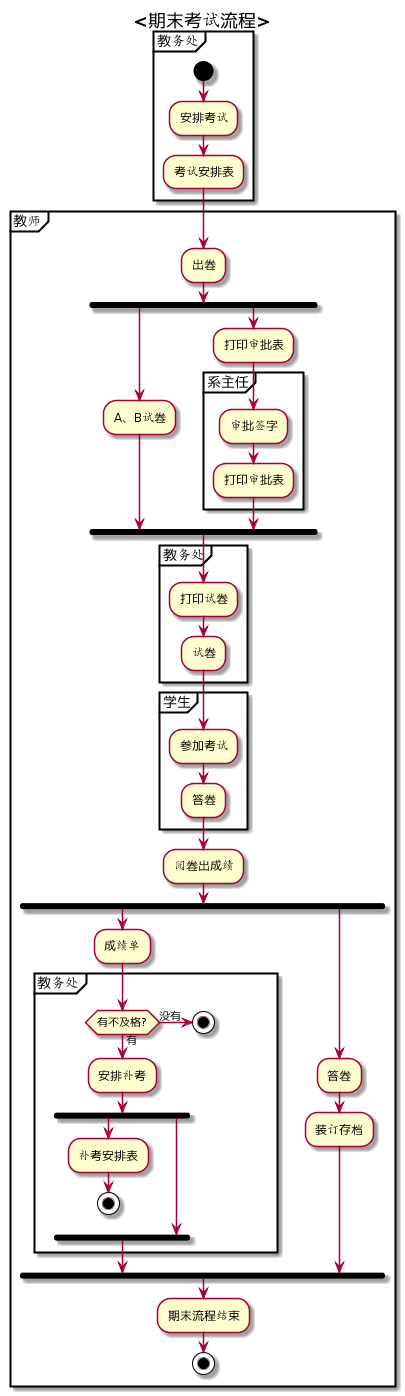 <期末考试流程>
教务处
安排考试
考试安排表
教师
出卷
打印审批表
A、B试卷
系主任
审批签字
打印审批表
教务处
打印试卷
试卷
学生
参加考试
答卷
阅卷出成绩
成绩单
教务处
有不及格?
没有
有
安排补考
补考安排表
答卷
装订存档
期末流程结束